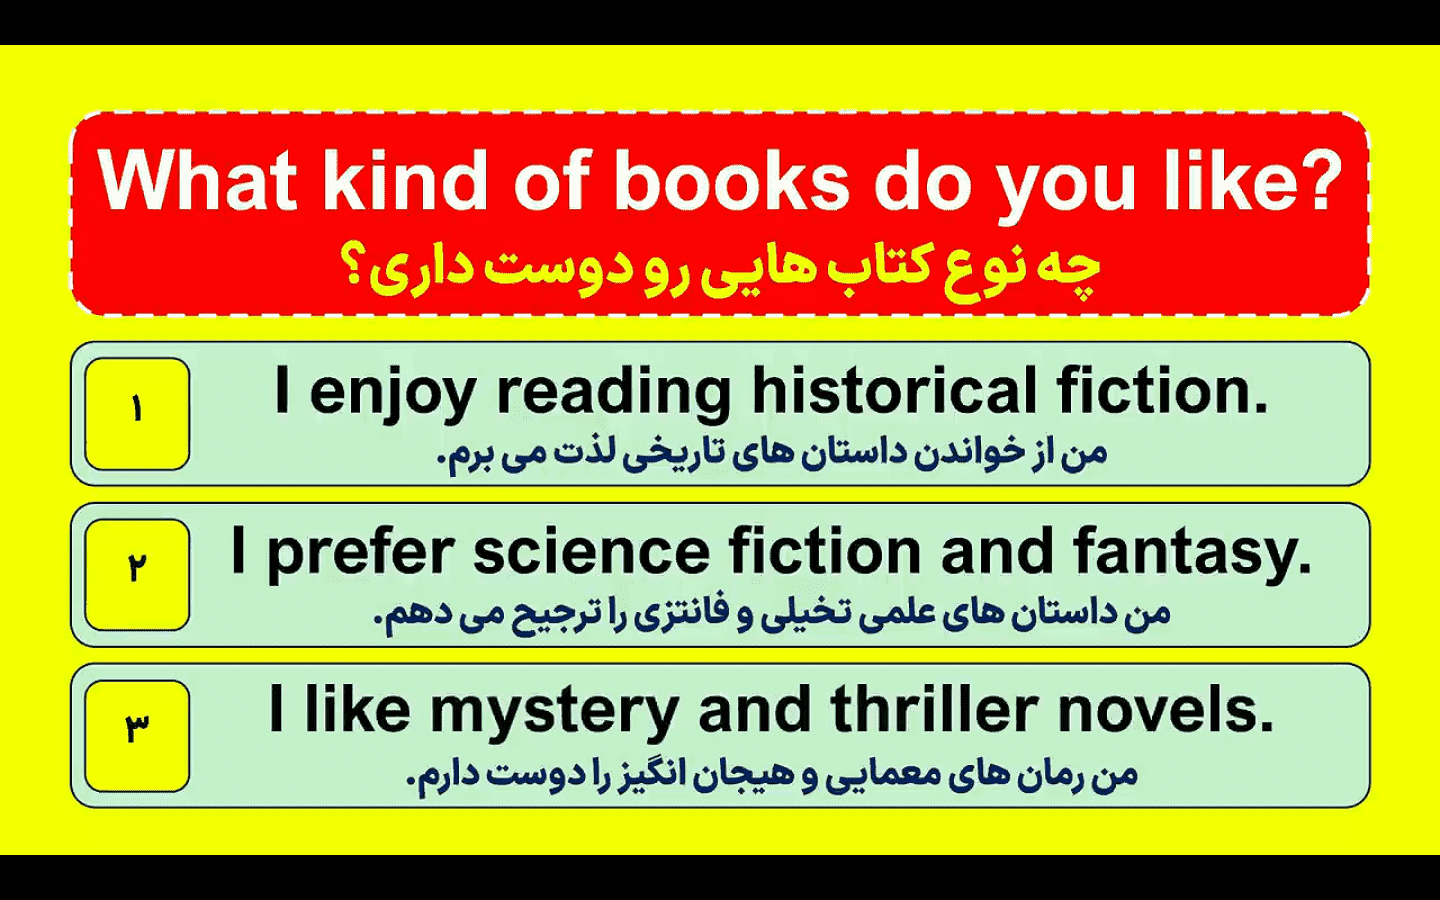 What kind of books do you like?
چه نوع کتاب هایی رو دوست داری؟
۱
I enjoy reading historical fiction.
من از خواندن داستان های تاریخی لذت می برم.
۲
I prefer science fiction and fantasy.
من داستان های علمی تخیلی و فانتزی را ترجیح می دهم.
۳
I like mystery and thriller novels.
من رمان های معمایی و هیجان انگیز را دوست دارم.